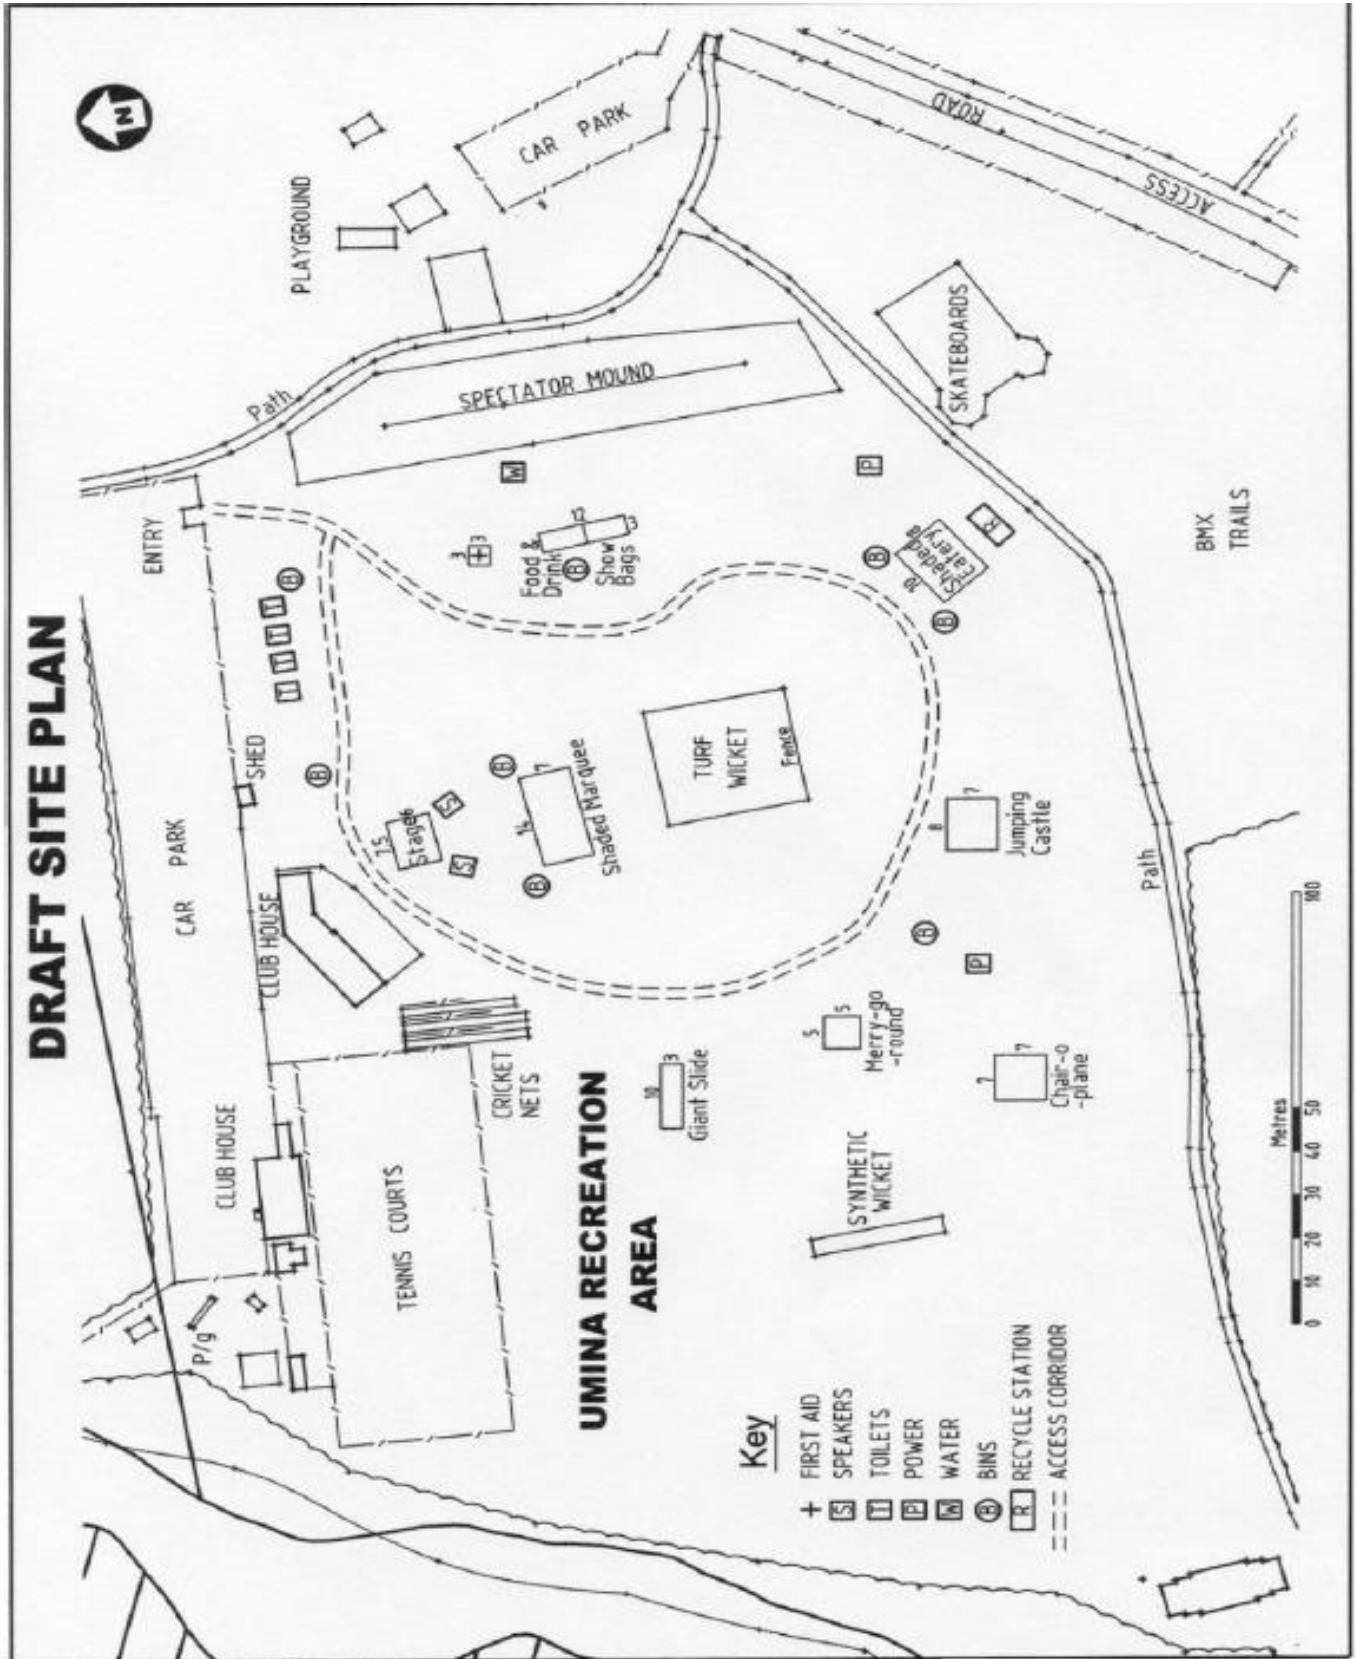 DRAFT SITE PLAN
N
CAR PARK
CLUB HOUSE
CLUB HOUSE
SHED
ENTRY
Path
PLAYGROUND
CAR PARK
ACCESS ROAD
P/g
TENNIS COURTS
CRICKET
NETS
T
T
T
T
B
B
7.5
Stage
6
S
S
B
B
14
7
Shaded Marquee
3
3
Food &
Drink
B
Show
Bags
12
3
W
SPECTATOR MOUND
UMINA RECREATION
AREA
10
3
Giant Slide
TURF
WICKET
Fence
P
SKATEBOARDS
R
Shaded
Eatery
8
10
B
B
8
7
Jumping
Castle
B
P
5
5
Merry-go
-round
7
7
Chair-o
-plane
SYNTHETIC
WICKET
BMX
TRAILS
Path
Key
+ FIRST AID
S SPEAKERS
T TOILETS
P POWER
W WATER
B BINS
R RECYCLE STATION
=== ACCESS CORRIDOR
Metres
0 10 20 30 40 50 100